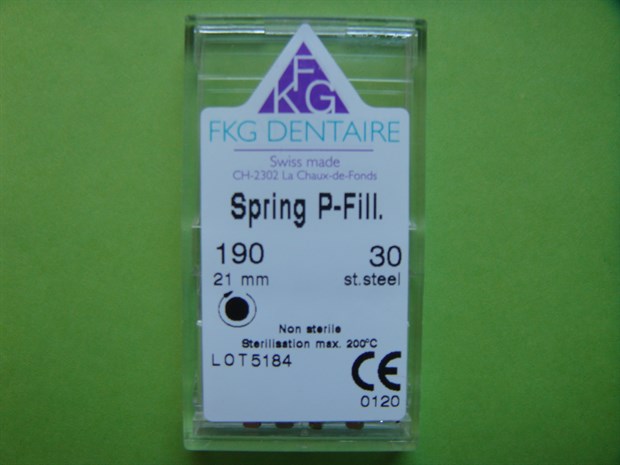 F
KG
FKG DENTAIRE
Swiss made
CH-2302 La Chaux-de-Fonds
Spring P-Fill.
190 30
21 mm st.steel
Non sterile
Sterilisation max. 200°C
LOT5184
CE
0120